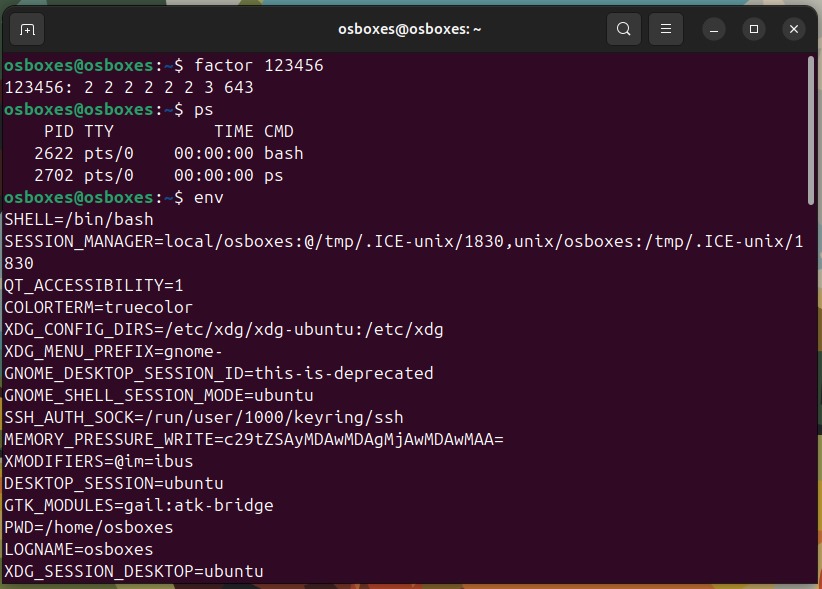 osboxes@osboxes: ~
osboxes@osboxes:~$ factor 123456
123456: 2 2 2 2 2 2 3 643
osboxes@osboxes:~$ ps
    PID TTY          TIME CMD
   2622 pts/0    00:00:00 bash
   2702 pts/0    00:00:00 ps
osboxes@osboxes:~$ env
SHELL=/bin/bash
SESSION_MANAGER=local/osboxes:@/tmp/.ICE-unix/1830,unix/osboxes:/tmp/.ICE-unix/1
830
QT_ACCESSIBILITY=1
COLORTERM=truecolor
XDG_CONFIG_DIRS=/etc/xdg/xdg-ubuntu:/etc/xdg
XDG_MENU_PREFIX=gnome-
GNOME_DESKTOP_SESSION_ID=this-is-deprecated
GNOME_SHELL_SESSION_MODE=ubuntu
SSH_AUTH_SOCK=/run/user/1000/keyring/ssh
MEMORY_PRESSURE_WRITE=c29tZSAyMDAwMDAgMjAwMDAwMAA=
XMODIFIERS=@im=ibus
DESKTOP_SESSION=ubuntu
GTK_MODULES=gail:atk-bridge
PWD=/home/osboxes
LOGNAME=osboxes
XDG_SESSION_DESKTOP=ubuntu